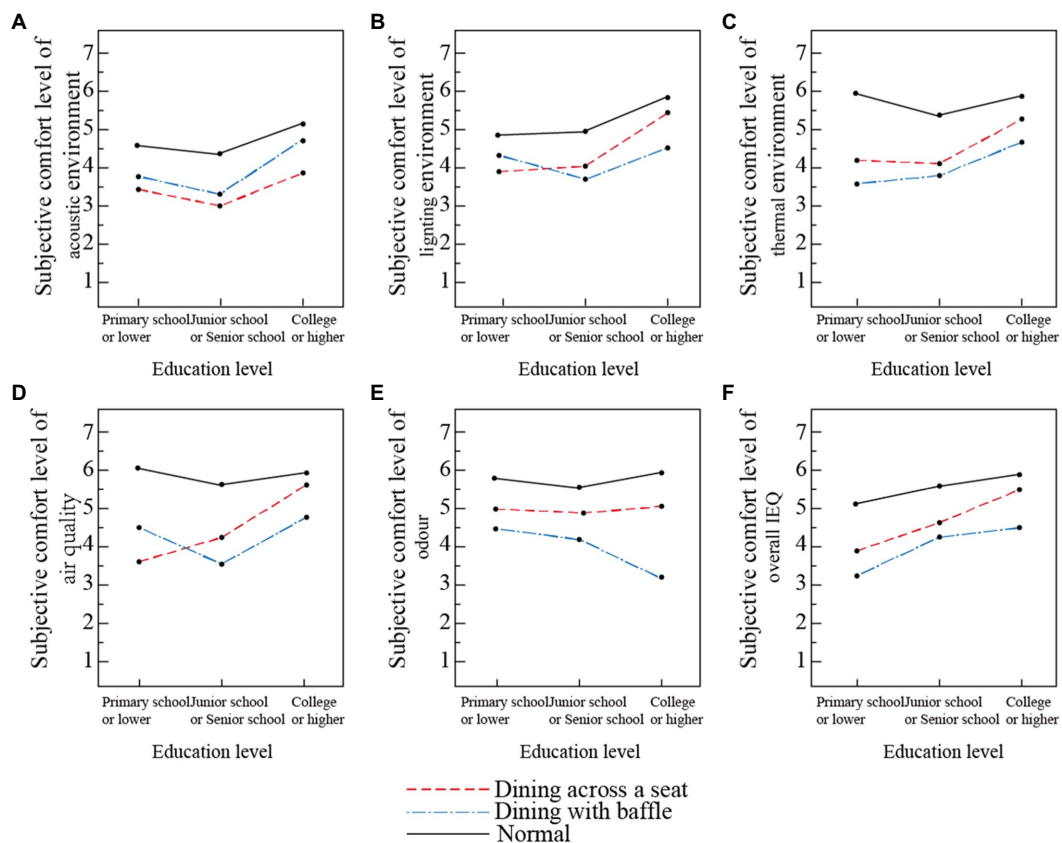 A
Subjective comfort level of
acoustic environment
7
6
5
4
3
2
1
Primary school
or lower
Junior school
or Senior school
College
or higher
Education level
B
Subjective comfort level of
lignting environment
7
6
5
4
3
2
1
Primary school
or lower
Junior school
or Senior school
College
or higher
Education level
C
Subjective comfort level of
thermal environment
7
6
5
4
3
2
1
Primary school
or lower
Junior school
or Senior school
College
or higher
Education level
D
Subjective comfort level of
air quality
7
6
5
4
3
2
1
Primary school
or lower
Junior school
or Senior school
College
or higher
Education level
E
Subjective comfort level of
odour
7
6
5
4
3
2
1
Primary school
or lower
Junior school
or Senior school
College
or higher
Education level
F
Subjective comfort level of
overall IEQ
7
6
5
4
3
2
1
Primary school
or lower
Junior school
or Senior school
College
or higher
Education level
Dining across a seat
Dining with baffle
Normal